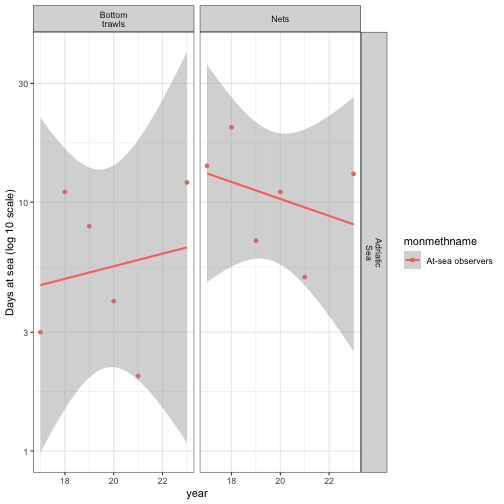 Bottom
trawls
Nets
Adriatic
Sea
Days at sea (log 10 scale)
30
10
3
1
18
20
22
18
20
22
year
monmethname
At-sea observers